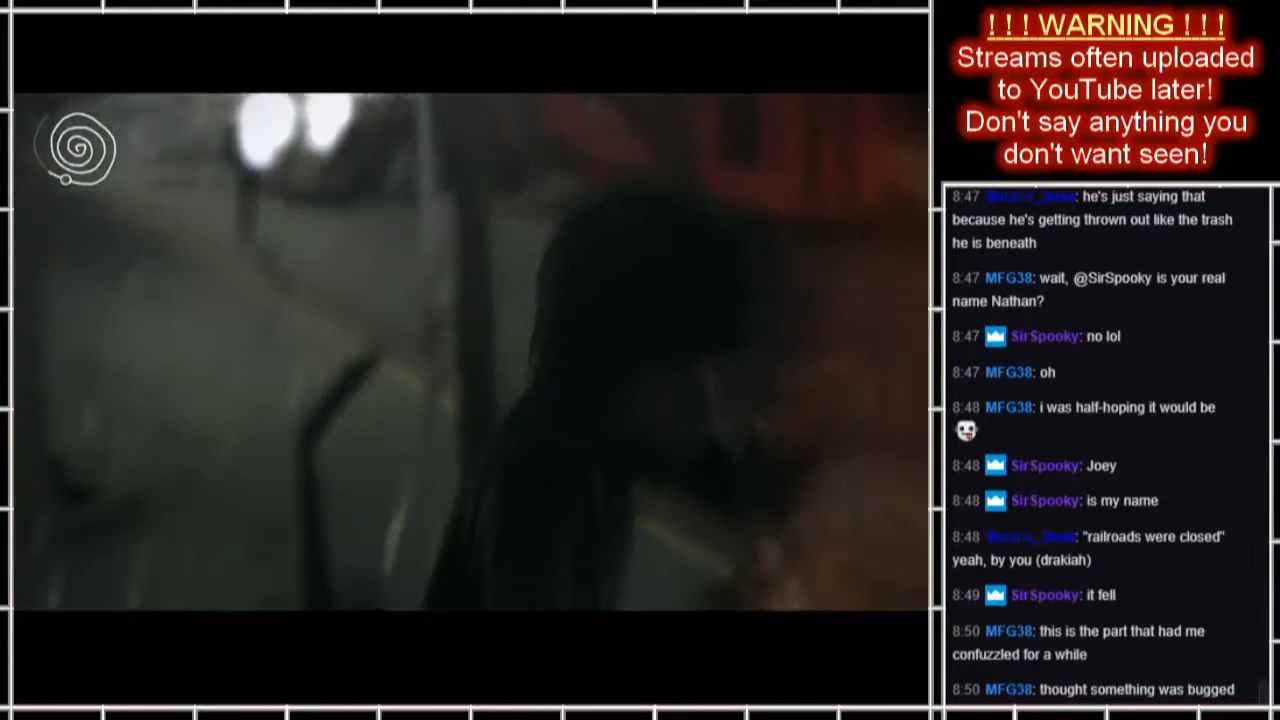 ! ! ! WARNING ! ! !
Streams often uploaded
to YouTube later!
Don't say anything you
don't want seen!
8:47 : he's just saying that
because he's getting thrown out like the trash
he is beneath
8:47 MFG38: wait, @SirSpooky is your real
name Nathan?
8:47 SirSpooky: no lol
8:47 MFG38: oh
8:48 MFG38: i was half-hoping it would be
8:48 SirSpooky: Joey
8:48 SirSpooky: is my name
8:48 : "railroads were closed"
yeah, by you (drakiah)
8:49 SirSpooky: it fell
8:50 MFG38: this is the part that had me
confuzzled for a while
8:50 MFG38: thought something was bugged